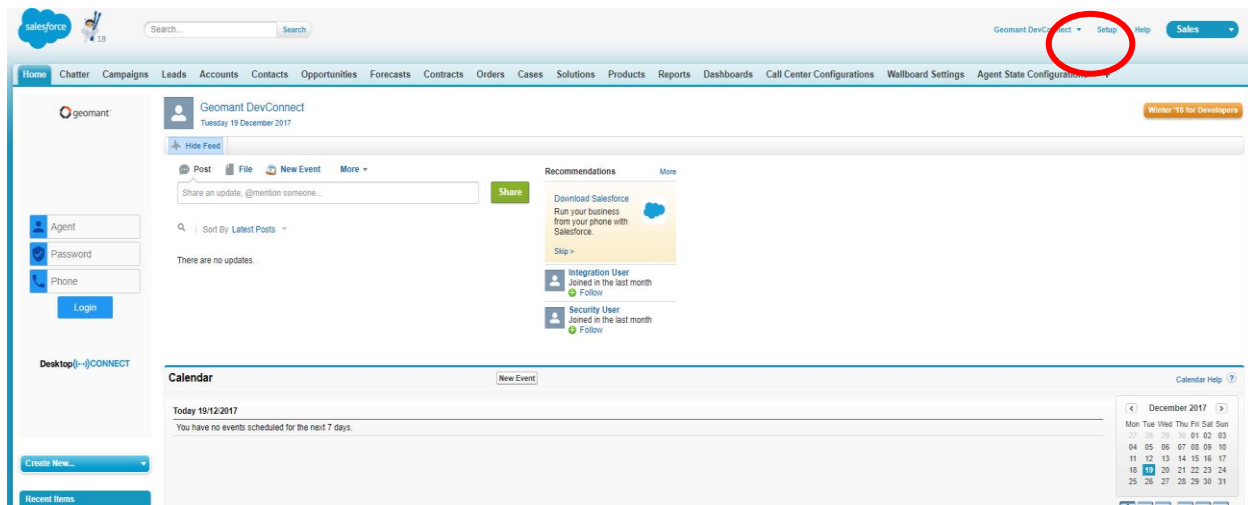 salesforce
18
Search...
Search
Geomant DevConnect
Setup
Help
Sales
Home Chatter Campaigns Leads Accounts Contacts Opportunities Forecasts Contracts Orders Cases Solutions Products Reports Dashboards Call Center Configurations Wallboard Settings Agent State Configurations +
geomant
Geomant DevConnect
Tuesday 19 December 2017
Winter '18 for Developers
Hide Feed
Post File New Event More
Share an update, @mention someone...
Share
Sort By Latest Posts
There are no updates.
Recommendations More
Download Salesforce
Run your business
from your phone with
Salesforce.
Skip >
Integration User
Joined in the last month
Follow
Security User
Joined in the last month
Follow
Agent
Password
Phone
Login
Desktop((···))CONNECT
Calendar
New Event
Calendar Help ?
Today 19/12/2017
You have no events scheduled for the next 7 days.
< December 2017 >
Mon Tue Wed Thu Fri Sat Sun
27 28 29 30 01 02 03
04 05 06 07 08 09 10
11 12 13 14 15 16 17
18 19 20 21 22 23 24
25 26 27 28 29 30 31
Create New...
Recent Items